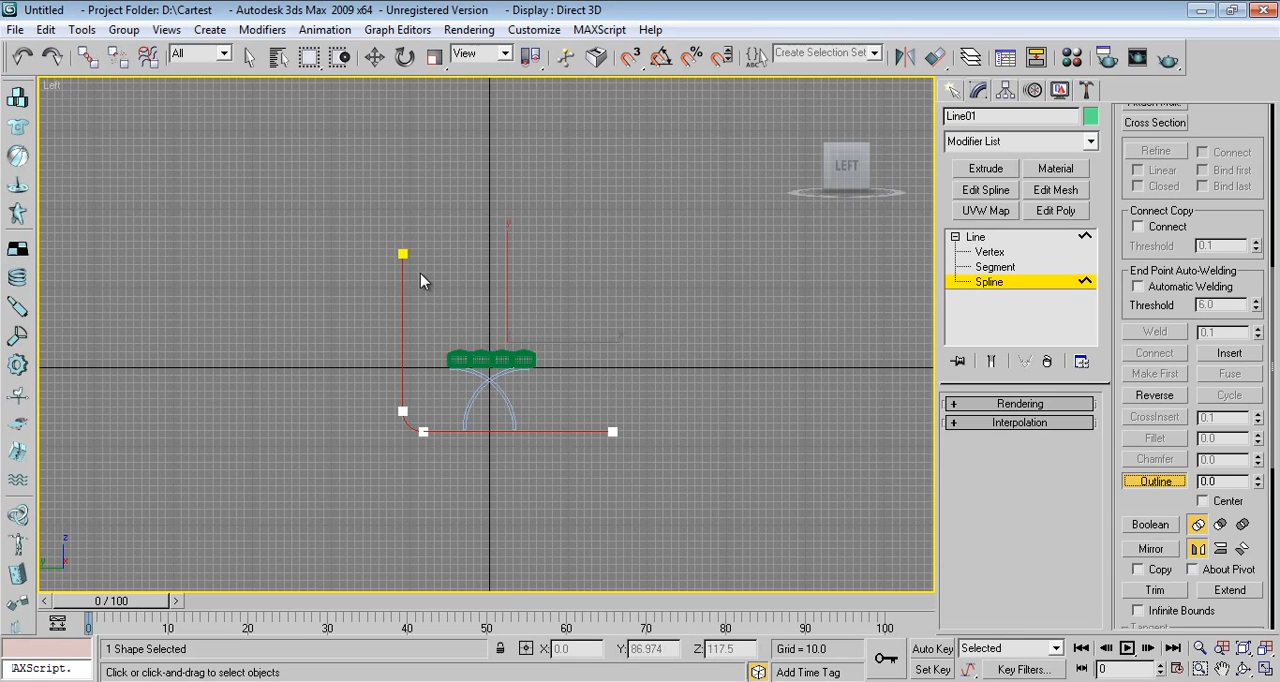 Untitled - Project Folder: D:\Cartest - Autodesk 3ds Max 2009 x64 - Unregistered Version - Display : Direct 3D
File Edit Tools Group Views Create Modifiers Animation Graph Editors Rendering Customize MAXScript Help
All View Create Selection Set
Left
LEFT
y
z
y x
Line01
Modifier List
Extrude Material
Edit Spline Edit Mesh
UVW Map Edit Poly
Line
Vertex
Segment
Spline
+ Rendering
+ Interpolation
Cross Section
Refine Connect
Linear Bind first
Closed Bind last
Connect Copy
Connect
Threshold 0.1
End Point Auto-Welding
Automatic Welding
Threshold 6.0
Weld 0.1
Connect Insert
Make First Fuse
Reverse Cycle
CrossInsert 0.1
Fillet 0.0
Chamfer 0.0
Outline 0.0
Center
Boolean
Mirror
Copy About Pivot
Trim Extend
Infinite Bounds
0 / 100
0 10 20 30 40 50 60 70 80 90 100
1 Shape Selected X: 0.0 Y: 86.974 Z: 117.5 Grid = 10.0 Auto Key Selected
AXScript. Click or click-and-drag to select objects Add Time Tag Set Key Key Filters... 0